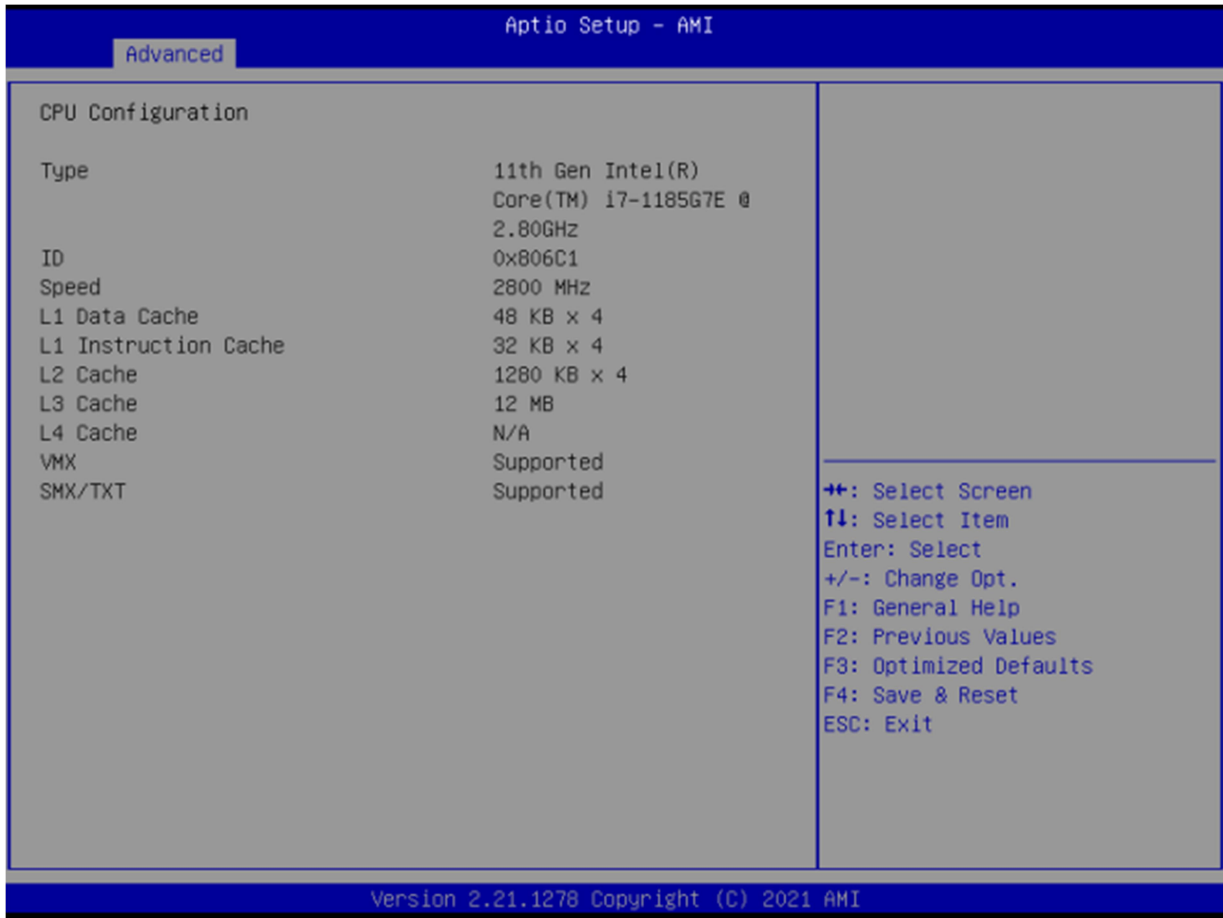 Aptio Setup – AMI
Advanced
CPU Configuration
Type 11th Gen Intel(R)
Core(TM) i7-1185G7E @
2.80GHz
ID 0x806C1
Speed 2800 MHz
L1 Data Cache 48 KB x 4
L1 Instruction Cache 32 KB x 4
L2 Cache 1280 KB x 4
L3 Cache 12 MB
L4 Cache N/A
VMX Supported
SMX/TXT Supported
→←: Select Screen
↑↓: Select Item
Enter: Select
+/-: Change Opt.
F1: General Help
F2: Previous Values
F3: Optimized Defaults
F4: Save & Reset
ESC: Exit
Version 2.21.1278 Copyright (C) 2021 AMI